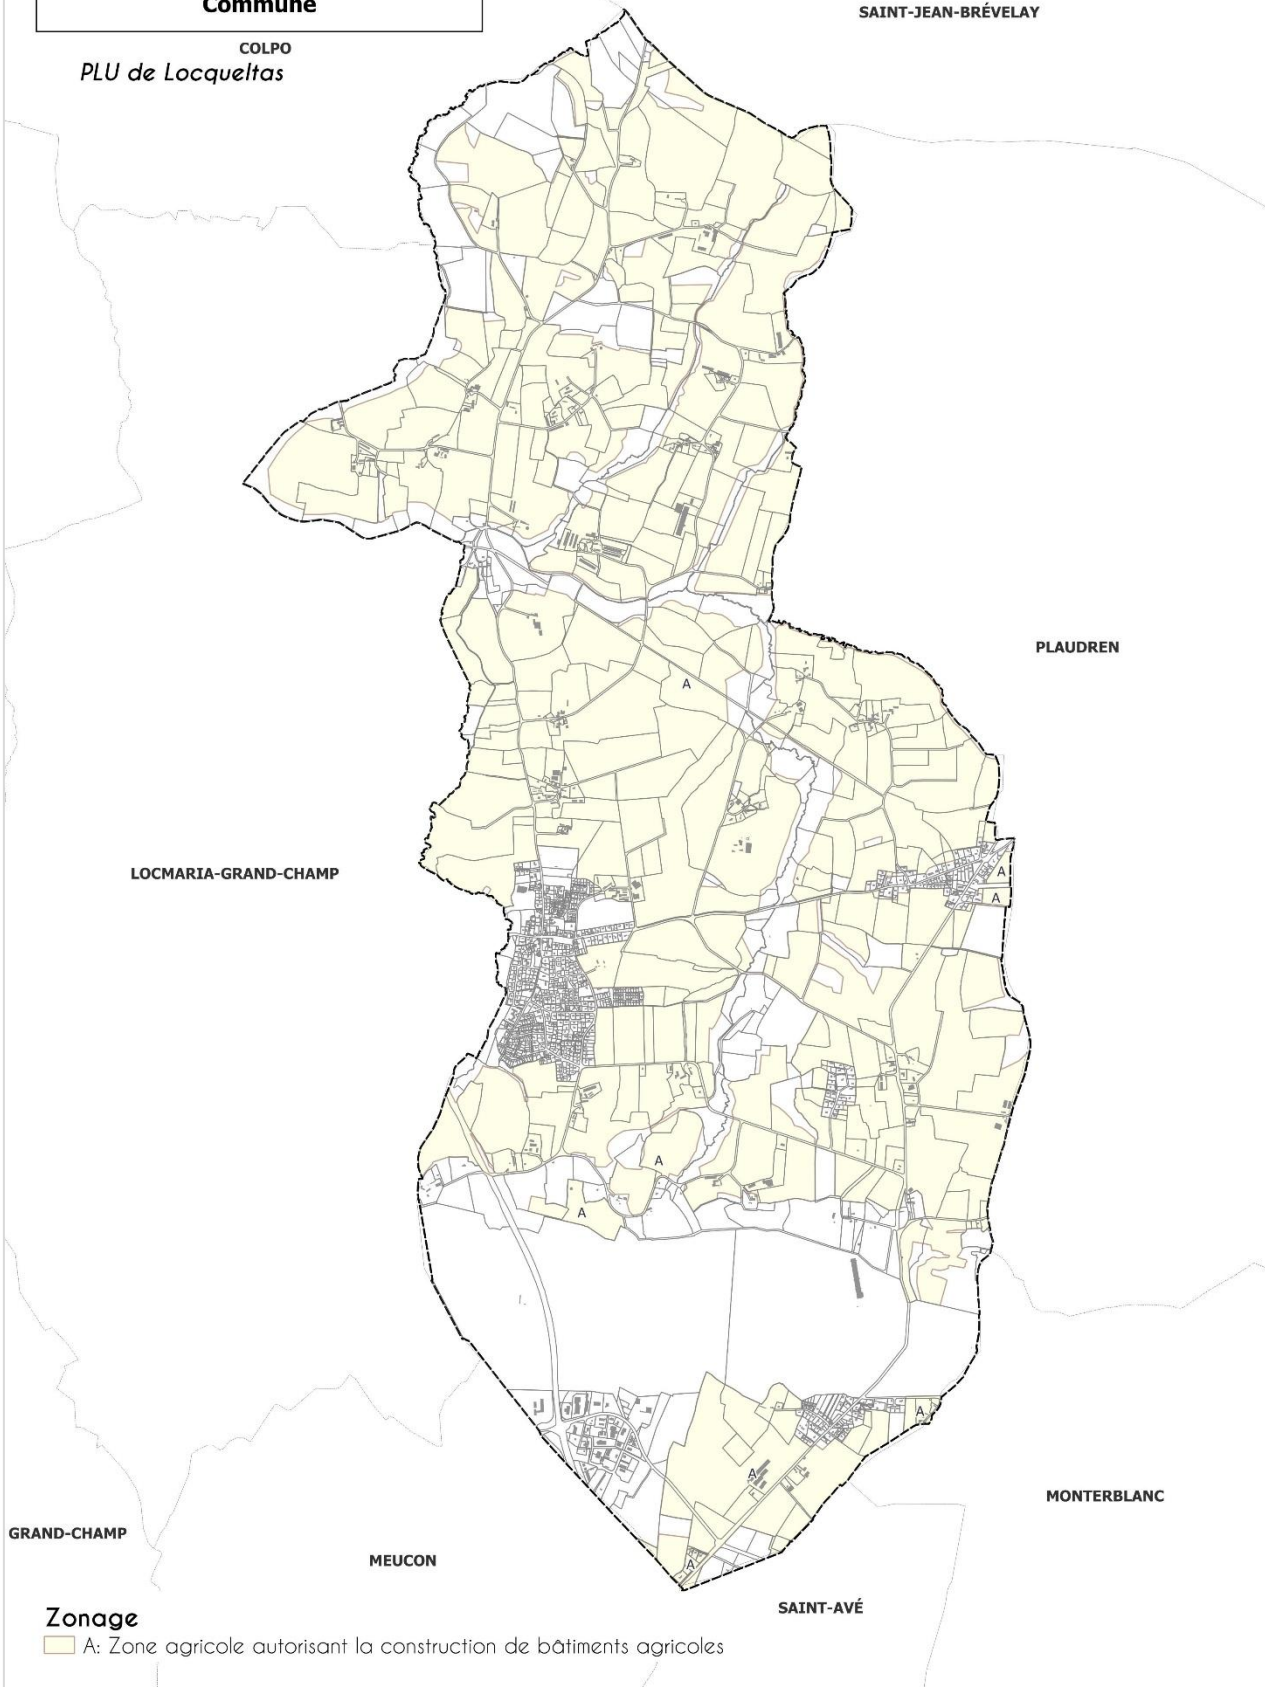 Commune
SAINT-JEAN-BRÉVELAY
COLPO
PLU de Locqueltas
PLAUDREN
A
LOCMARIA-GRAND-CHAMP
A
A
A
A
A
A
MONTERBLANC
GRAND-CHAMP
MEUCON
A
SAINT-AVÉ
Zonage
A: Zone agricole autorisant la construction de bâtiments agricoles